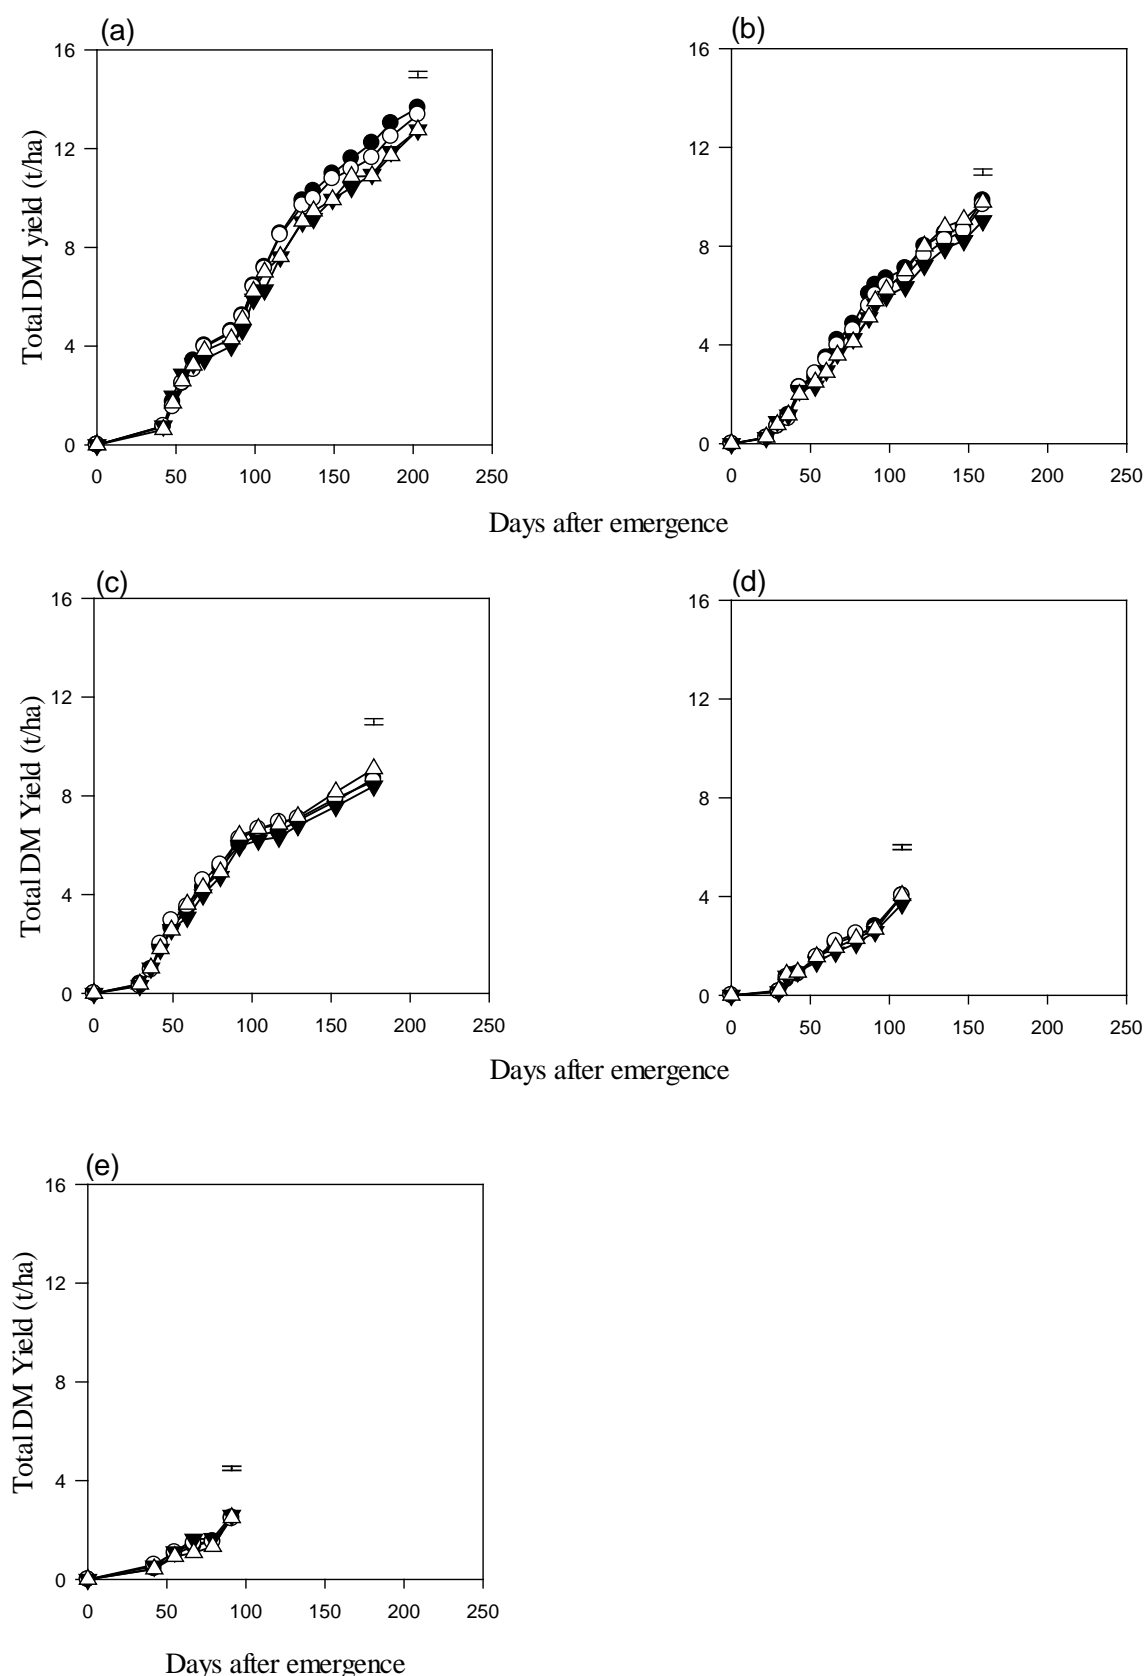 (a)
(b)
16
12
8
4
0
Total DM yield (t/ha)
0 50 100 150 200 250
16
12
8
4
0
0 50 100 150 200 250
Days after emergence
(c)
(d)
16
12
8
4
0
Total DM Yield (t/ha)
0 50 100 150 200 250
16
12
8
4
0
0 50 100 150 200 250
Days after emergence
(e)
16
12
8
4
0
Total DM Yield (t/ha)
0 50 100 150 200 250
Days after emergence